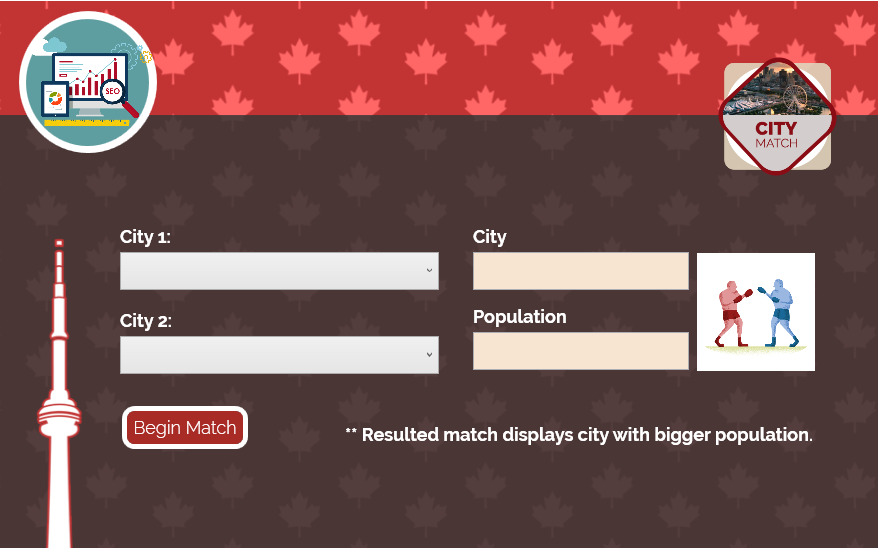 SEO
CITY
MATCH
City 1:
City
City 2:
Population
Begin Match
** Resulted match displays city with bigger population.